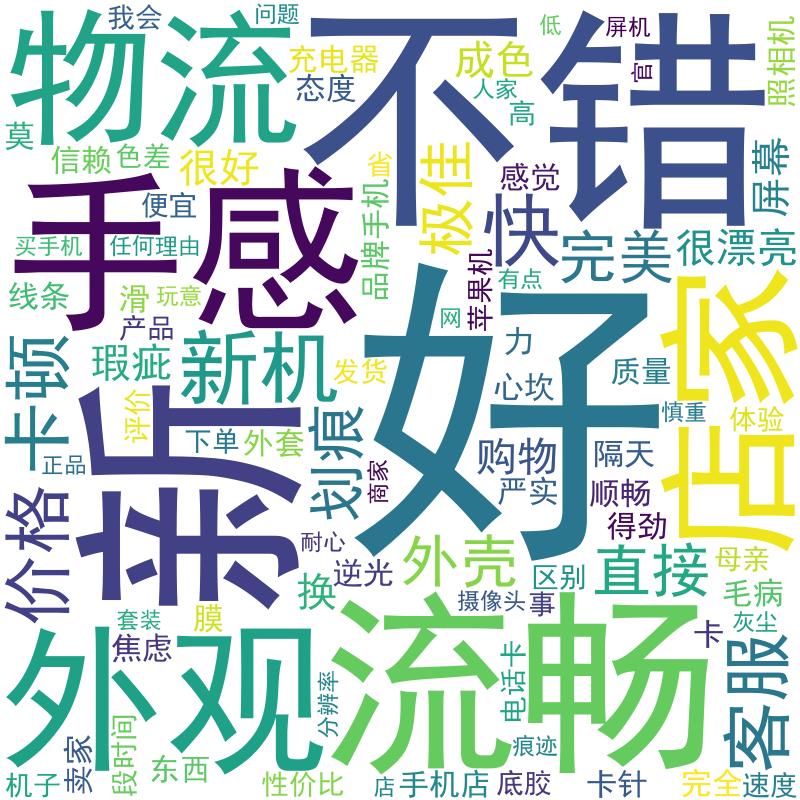 我会
问题
低
屏机
物流
不错
充电器
成色
官
照相机
态度
人家
高
莫
信赖
色差
很好
省
极佳
感觉
屏幕
手感
便宜
品牌手机
快
完美
很漂亮
买手机
任何理由
苹果机
有点
线条
滑
玩意
网
好
店家
产品
力
卡顿
瑕疵
新机
发货
心坎
质量
新
评价
划痕
慎重
体验
下单
外套
正品
商家
购物
隔天
严实
顺畅
价格
得劲
耐心
外壳
直接
母亲
逆光
区别
换
毛病
摄像头
事
外观
流畅
套装
膜
灰尘
焦虑
卡
客服
电话卡
分辨率
卖家
段时间
痕迹
机子
东西
性价比
店
手机店
底胶
卡针
完全
速度